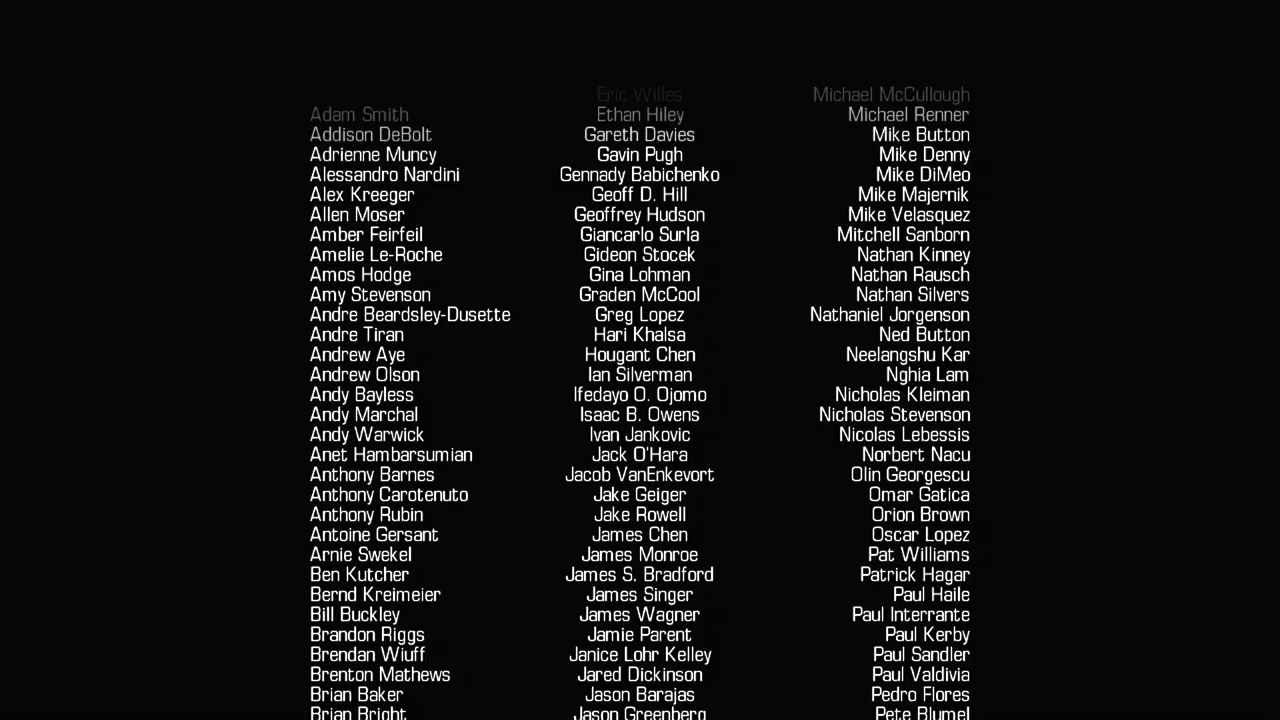 Eric Willes Michael McCullough
Adam Smith Ethan Hiley Michael Renner
Addison DeBolt Gareth Davies Mike Button
Adrienne Muncy Gavin Pugh Mike Denny
Alessandro Nardini Gennady Babichenko Mike DiMeo
Alex Kreeger Geoff D. Hill Mike Majernik
Allen Moser Geoffrey Hudson Mike Velasquez
Amber Feirfeil Giancarlo Surla Mitchell Sanborn
Amelie Le-Roche Gideon Stocek Nathan Kinney
Amos Hodge Gina Lohman Nathan Rausch
Amy Stevenson Graden McCool Nathan Silvers
Andre Beardsley-Dusette Greg Lopez Nathaniel Jorgenson
Andre Tiran Hari Khalsa Ned Button
Andrew Aye Hougant Chen Neelangshu Kar
Andrew Olson Ian Silverman Nghia Lam
Andy Bayless Ifedayo O. Ojomo Nicholas Kleiman
Andy Marchal Isaac B. Owens Nicholas Stevenson
Andy Warwick Ivan Jankovic Nicolas Lebessis
Anet Hambarsumian Jack O'Hara Norbert Nacu
Anthony Barnes Jacob VanEnkevort Olin Georgescu
Anthony Carotenuto Jake Geiger Omar Gatica
Anthony Rubin Jake Rowell Orion Brown
Antoine Gersant James Chen Oscar Lopez
Arnie Swekel James Monroe Pat Williams
Ben Kutcher James S. Bradford Patrick Hagar
Bernd Kreimeier James Singer Paul Haile
Bill Buckley James Wagner Paul Interrante
Brandon Riggs Jamie Parent Paul Kerby
Brendan Wiuff Janice Lohr Kelley Paul Sandler
Brenton Mathews Jared Dickinson Paul Valdivia
Brian Baker Jason Barajas Pedro Flores
Brian Bright Jason Greenberg Pete Blumel